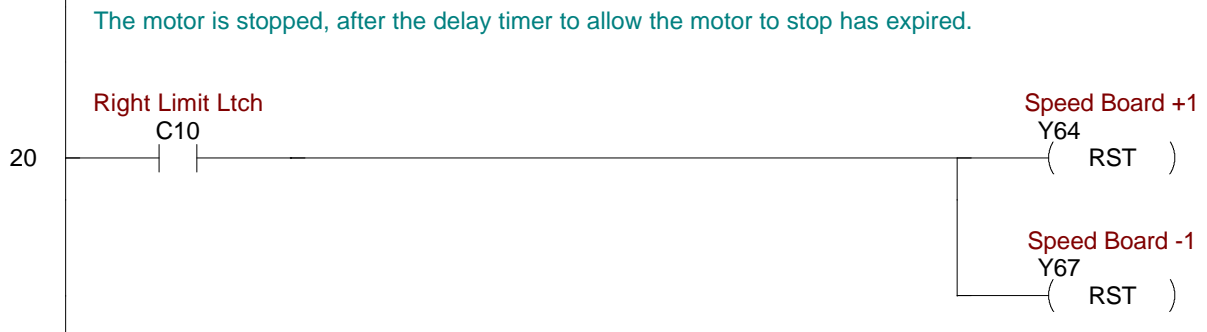 The motor is stopped, after the delay timer to allow the motor to stop has expired.
Right Limit Ltch
C10
Speed Board +1
Y64
20
RST
Speed Board -1
Y67
RST